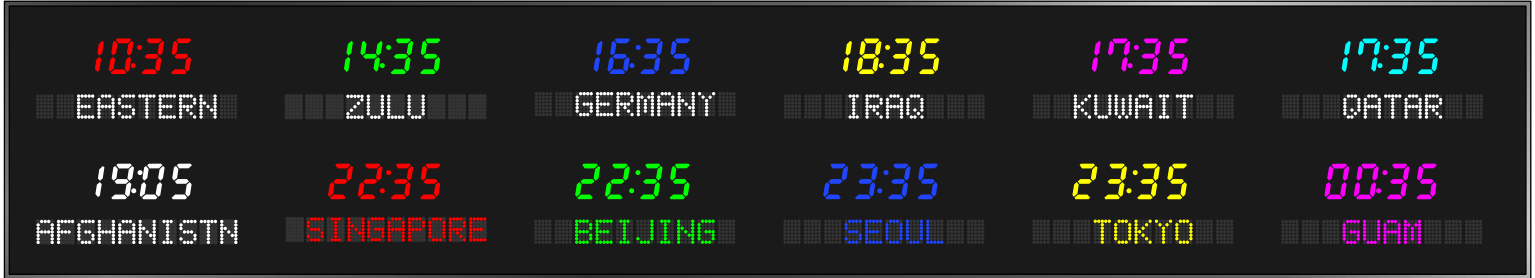 10:35 14:35 16:35 18:35 17:35 17:35
EASTERN ZULU GERMANY IRAQ KUWAIT QATAR
19:05 22:35 22:35 23:35 23:35 00:35
AFGHANISTN SINGAPORE BEIJING SEOUL TOKYO GUAM